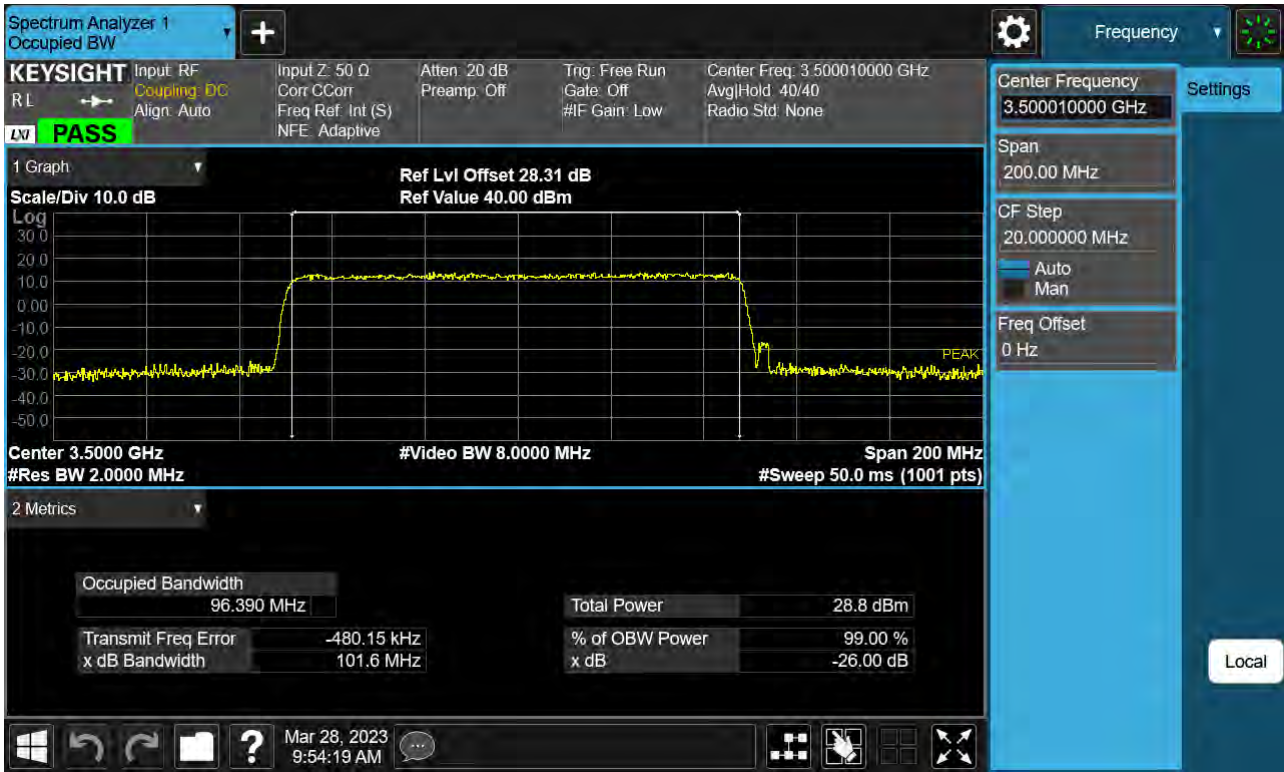 Spectrum Analyzer 1
Occupied BW
+
Frequency
KEYSIGHT
RL
LXI
PASS
Input: RF
Coupling: DC
Align: Auto
Input Z: 50 Ω
Corr CCorr
Freq Ref: Int (S)
NFE: Adaptive
Atten: 20 dB
Preamp: Off
Trig: Free Run
Gate: Off
#IF Gain: Low
Center Freq: 3.500010000 GHz
Avg|Hold: 40/40
Radio Std: None
Center Frequency
3.500010000 GHz
Settings
Span
200.00 MHz
CF Step
20.000000 MHz
Auto
Man
Freq Offset
0 Hz
Local
1 Graph
Scale/Div 10.0 dB
Ref Lvl Offset 28.31 dB
Ref Value 40.00 dBm
Log
30.0
20.0
10.0
0.00
-10.0
-20.0
-30.0
-40.0
-50.0
PEAK
Center 3.5000 GHz
#Video BW 8.0000 MHz
Span 200 MHz
#Res BW 2.0000 MHz
#Sweep 50.0 ms (1001 pts)
2 Metrics
Occupied Bandwidth
96.390 MHz
Total Power 28.8 dBm
Transmit Freq Error -480.15 kHz
% of OBW Power 99.00 %
x dB Bandwidth 101.6 MHz
x dB -26.00 dB
?
Mar 28, 2023
9:54:19 AM